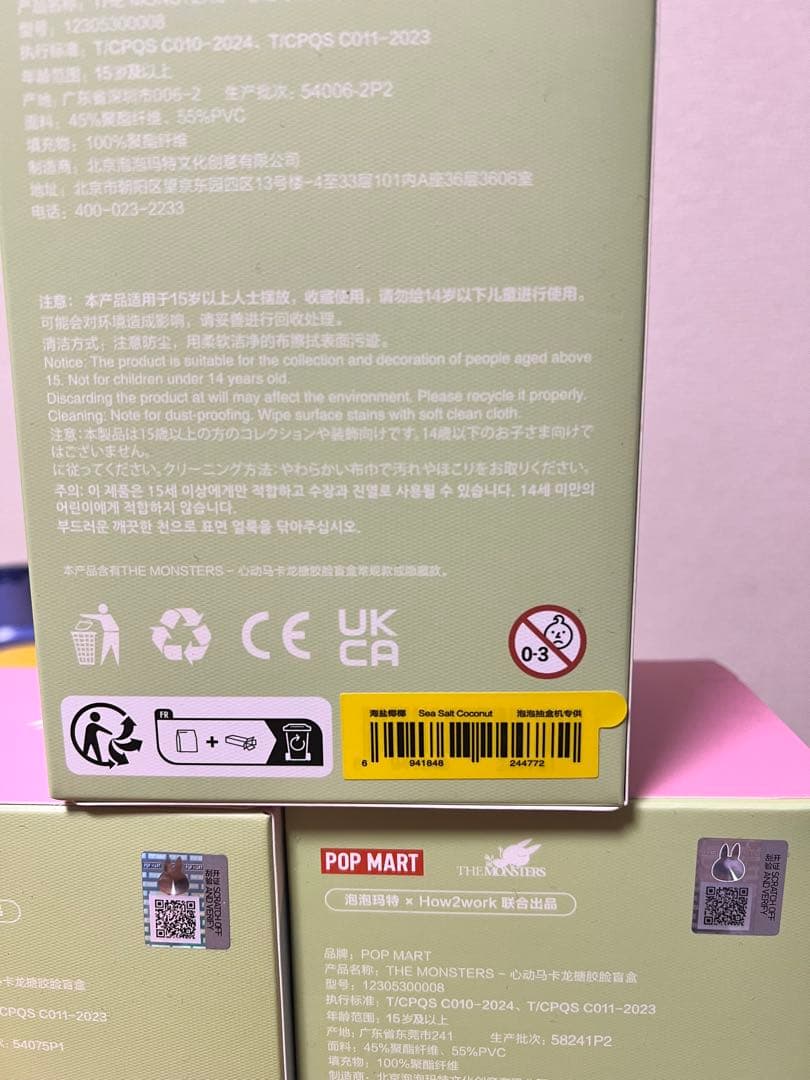 型号：12305300008
执行标准：T/CPQS C010-2024、T/CPQS C011-2023
年龄范围：15岁及以上
产地：广东省深圳市006-2 生产批次：54006-2P2
面料：45%聚酯纤维、55%PVC
填充物：100%聚酯纤维
制造商：北京泡泡玛特文化创意有限公司
地址：北京市朝阳区望京东园四区13号楼-4至33层101内A座36层3606室
电话：400-023-2233
注意：本产品适用于15岁以上人士摆放，收藏使用，请勿给14岁以下儿童进行使用。
可能会对环境造成影响，请妥善进行回收处理。
清洁方式：注意防尘，用柔软洁净的布擦拭表面污迹。
Notice: The product is suitable for the collection and decoration of people aged above
15. Not for children under 14 years old.
Discarding the product at will may affect the environment. Please recycle it properly.
Cleaning: Note for dust-proofing. Wipe surface stains with soft clean cloth.
注意:本製品は15歳以上の方のコレクションや装飾向けです。14歳以下のお子さま向けで
はございません。
に従ってください。クリーニング方法:やわらかい布巾で汚れやほこりをお取りください。
주의: 이 제품은 15세 이상에게만 적합하고 수장과 진열로 사용될 수 있습니다. 14세 미만의
어린이에게 적합하지 않습니다.
부드러운 깨끗한 천으로 표면 얼룩을 닦아주십시오.
本产品含有THE MONSTERS - 心动马卡龙搪胶脸盲盒常规款或隐藏款。
CE
UK
CA
0-3
FR
海盐椰椰 Sea Salt Coconut 泡泡抽盒机专供
6 941848 244772
POP MART
开证 SCRATCH OFF
刮验 AND VERIFY
卡龙搪胶脸盲盒
CPQS C011-2023
54075P1
POP MART
THE MONSTERS
泡泡玛特 × How2work 联合出品
开证 SCRATCH OFF
刮验 AND VERIFY
品牌：POP MART
产品名称：THE MONSTERS - 心动马卡龙搪胶脸盲盒
型号：12305300008
执行标准：T/CPQS C010-2024、T/CPQS C011-2023
年龄范围：15岁及以上
产地：广东省东莞市241 生产批次：58241P2
面料：45%聚酯纤维、55%PVC
填充物：100%聚酯纤维